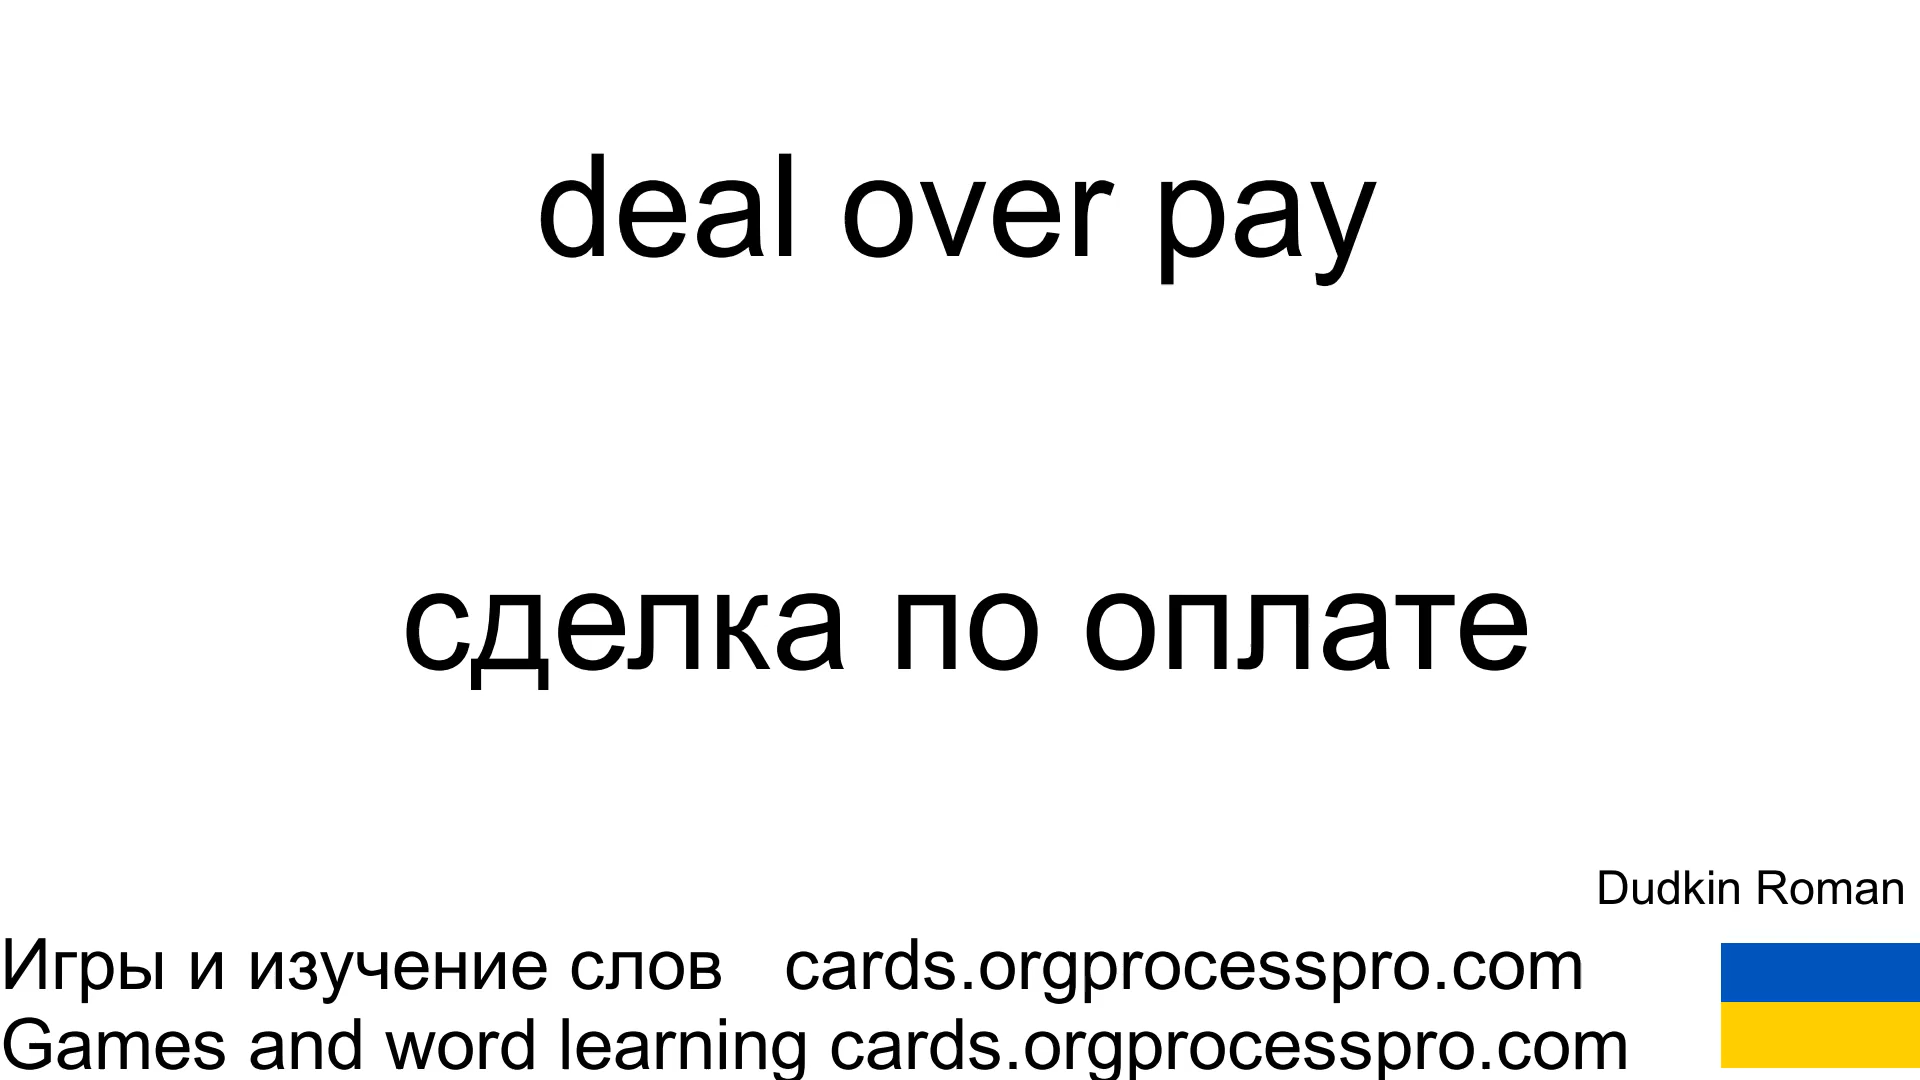 deal over pay
сделка по оплате
Dudkin Roman
Игры и изучение слов cards.orgprocesspro.com
Games and word learning cards.orgprocesspro.com